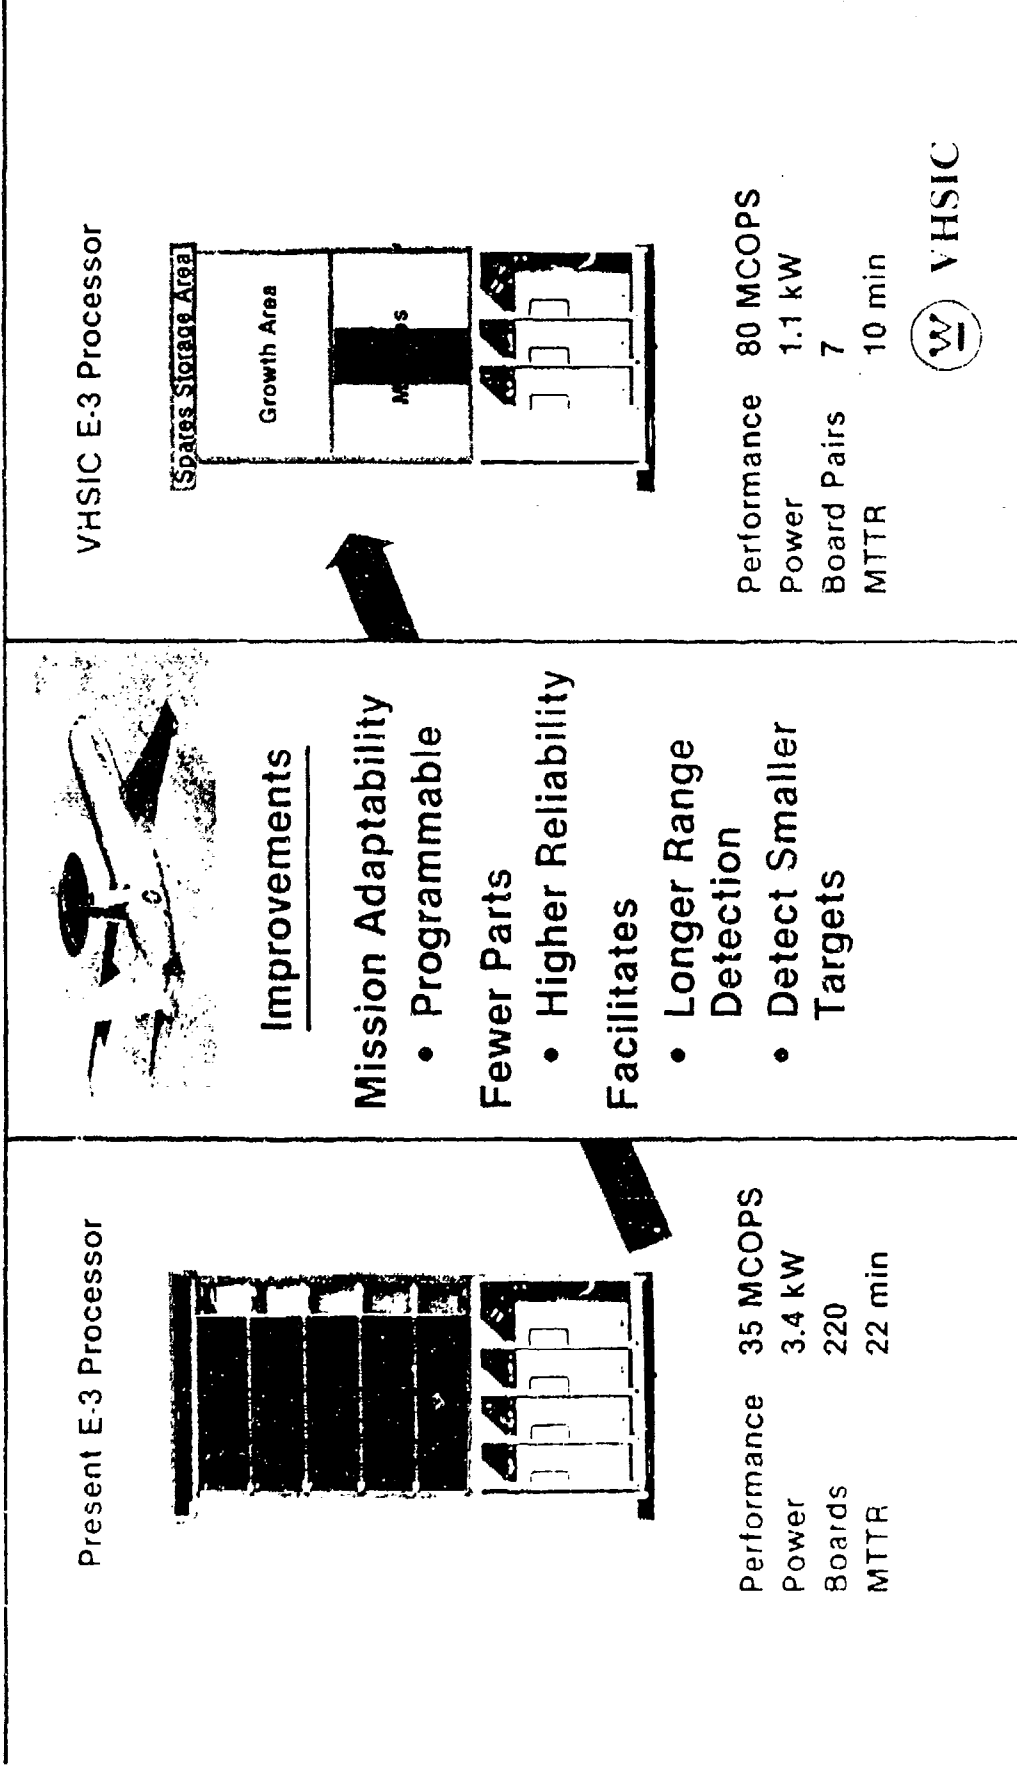 Present E-3 Processor
Performance 35 MCOPS
Power 3.4 kW
Boards 220
MTTR 22 min
Improvements
Mission Adaptability
• Programmable
Fewer Parts
• Higher Reliability
Facilitates
• Longer Range
Detection
• Detect Smaller
Targets
VHSIC E-3 Processor
Spares Storage Area
Growth Area
Performance 80 MCOPS
Power 1.1 kW
Board Pairs 7
MTTR 10 min
W VHSIC